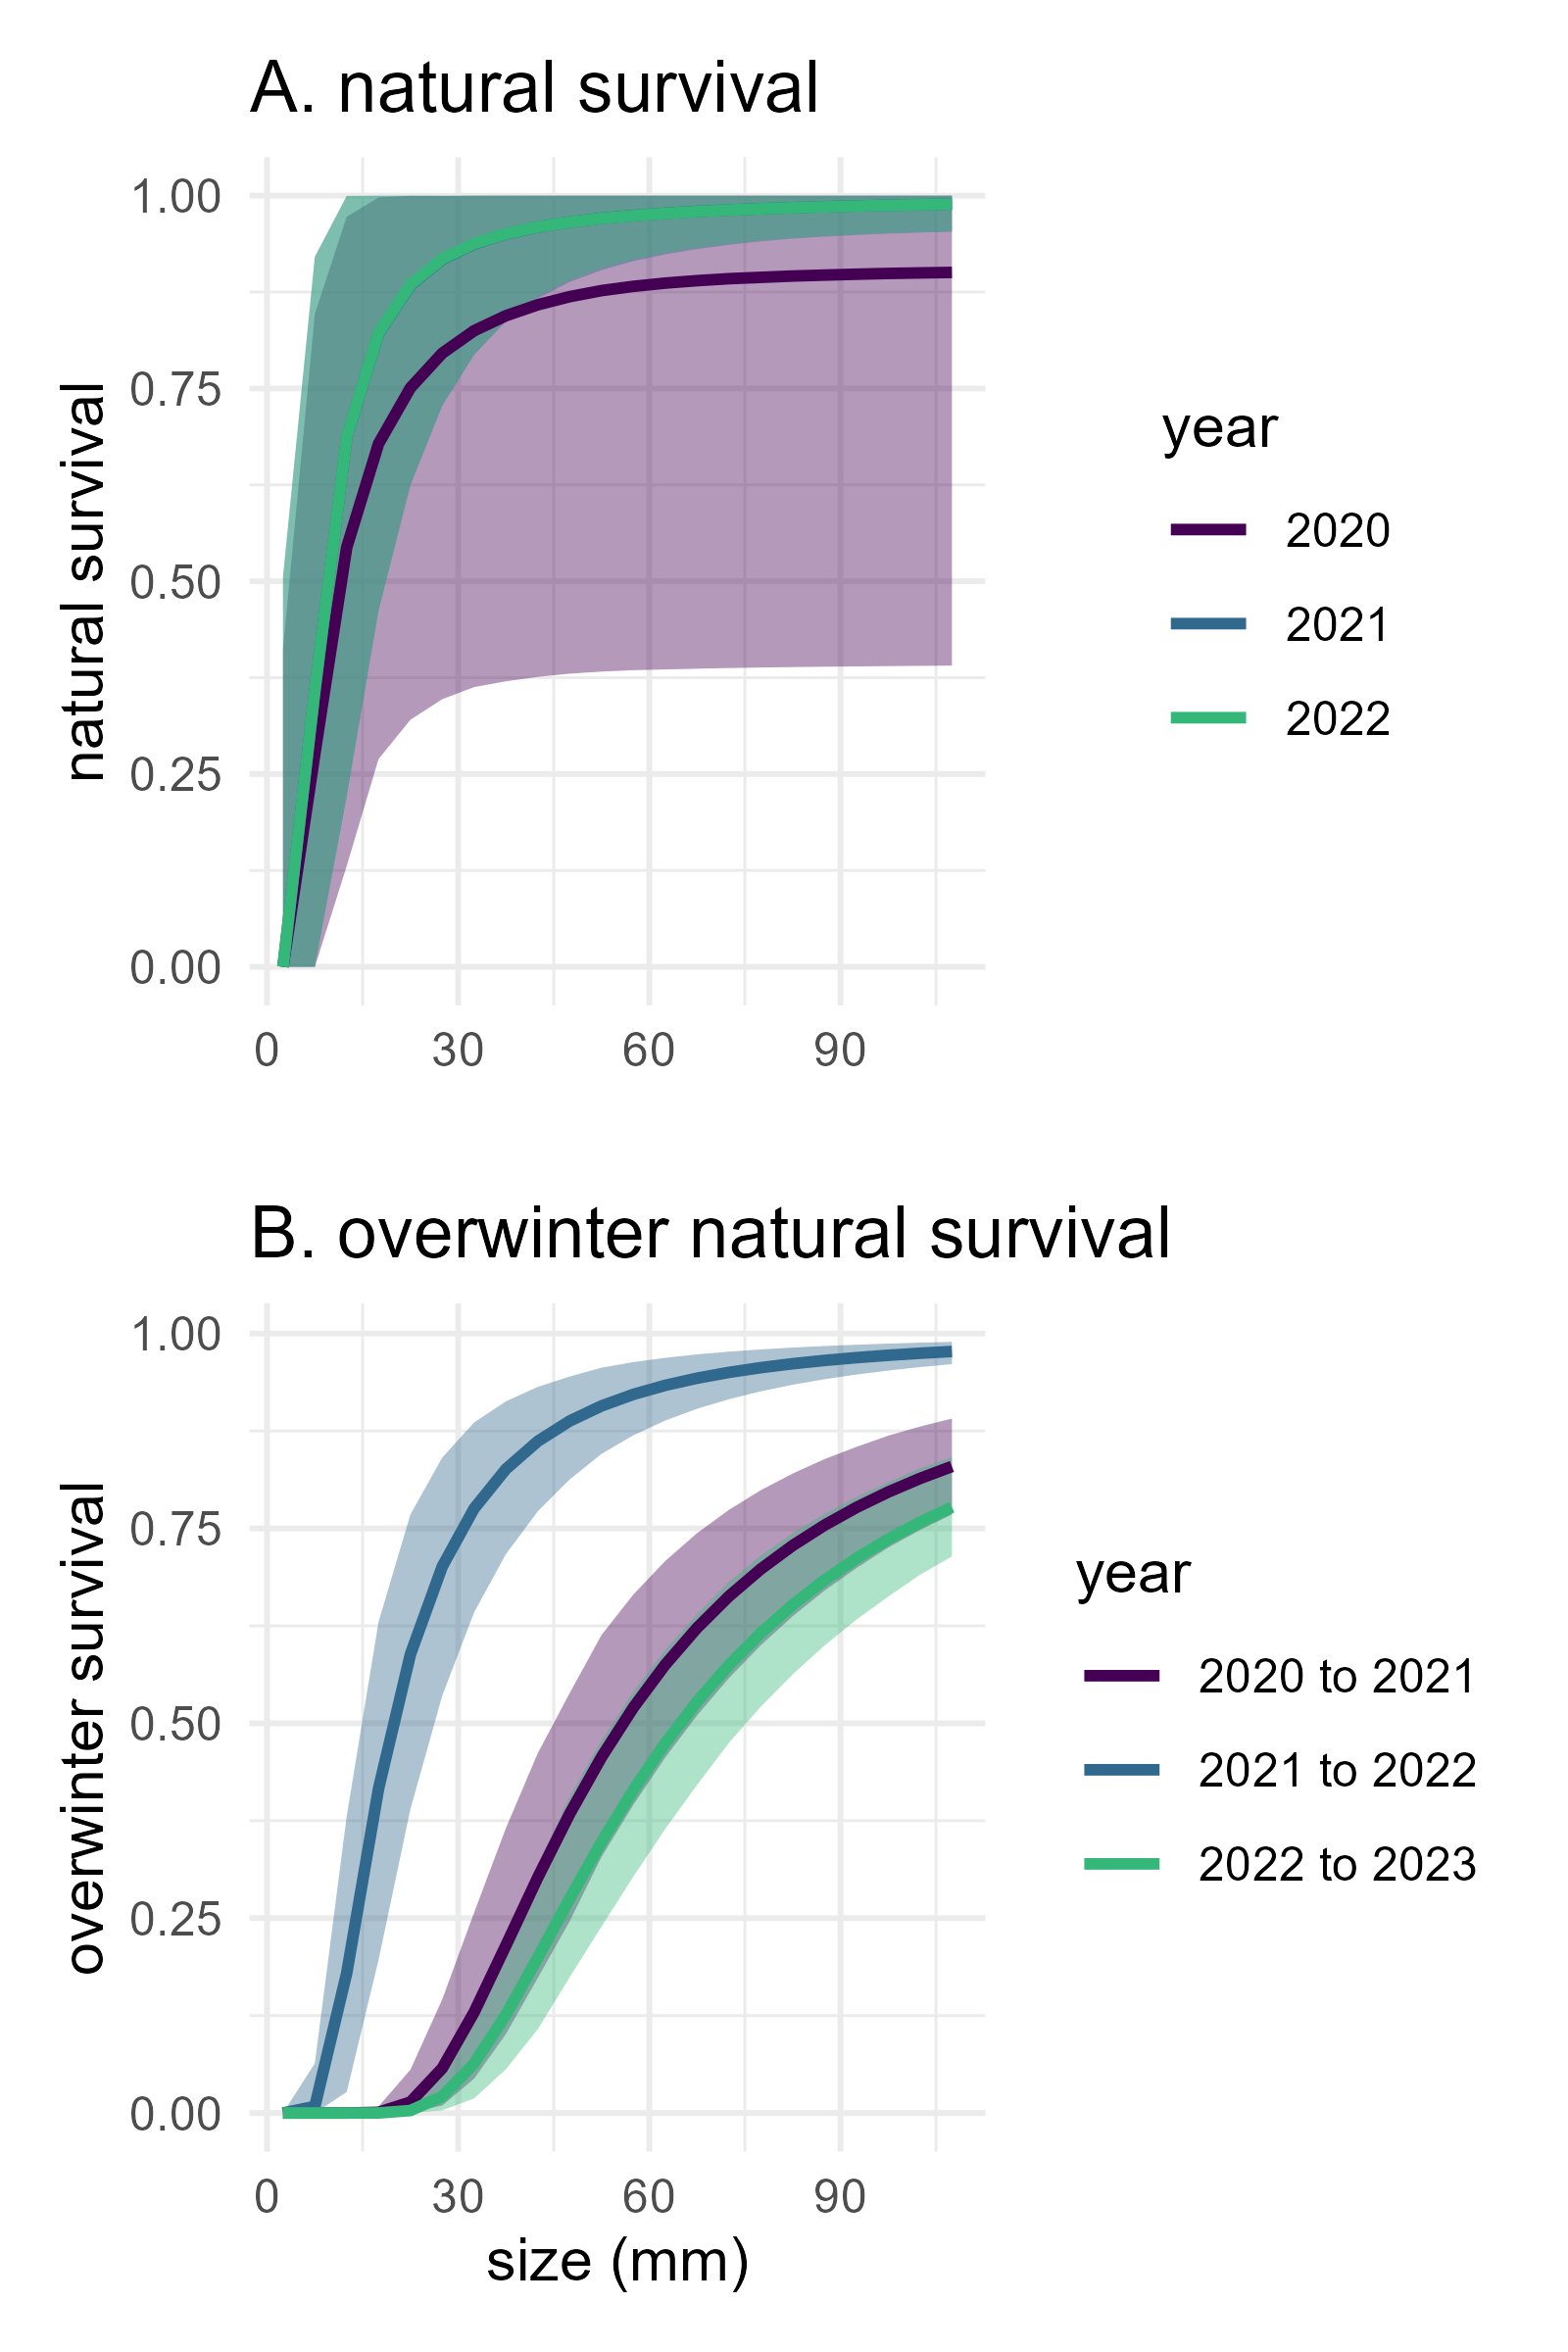 A. natural survival
natural survival
1.00
0.75
0.50
0.25
0.00
0 30 60 90
year
2020
2021
2022
B. overwinter natural survival
overwinter survival
1.00
0.75
0.50
0.25
0.00
0 30 60 90
size (mm)
year
2020 to 2021
2021 to 2022
2022 to 2023